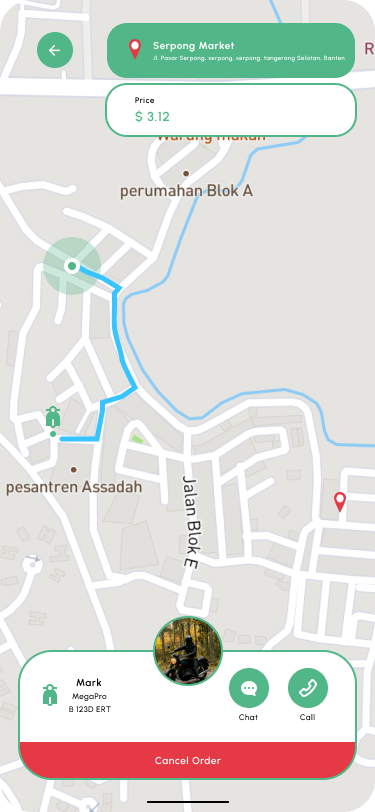 Serpong Market
Jl. Pasar Serpong, serpong, serpong, tangerang Selatan. Banten
R
Price
$ 3.12
Warung makan
perumahan Blok A
pesantren Assadah
Jalan Blok E
Mark
MegaPro
B 123D ERT
Chat
Call
Cancel Order